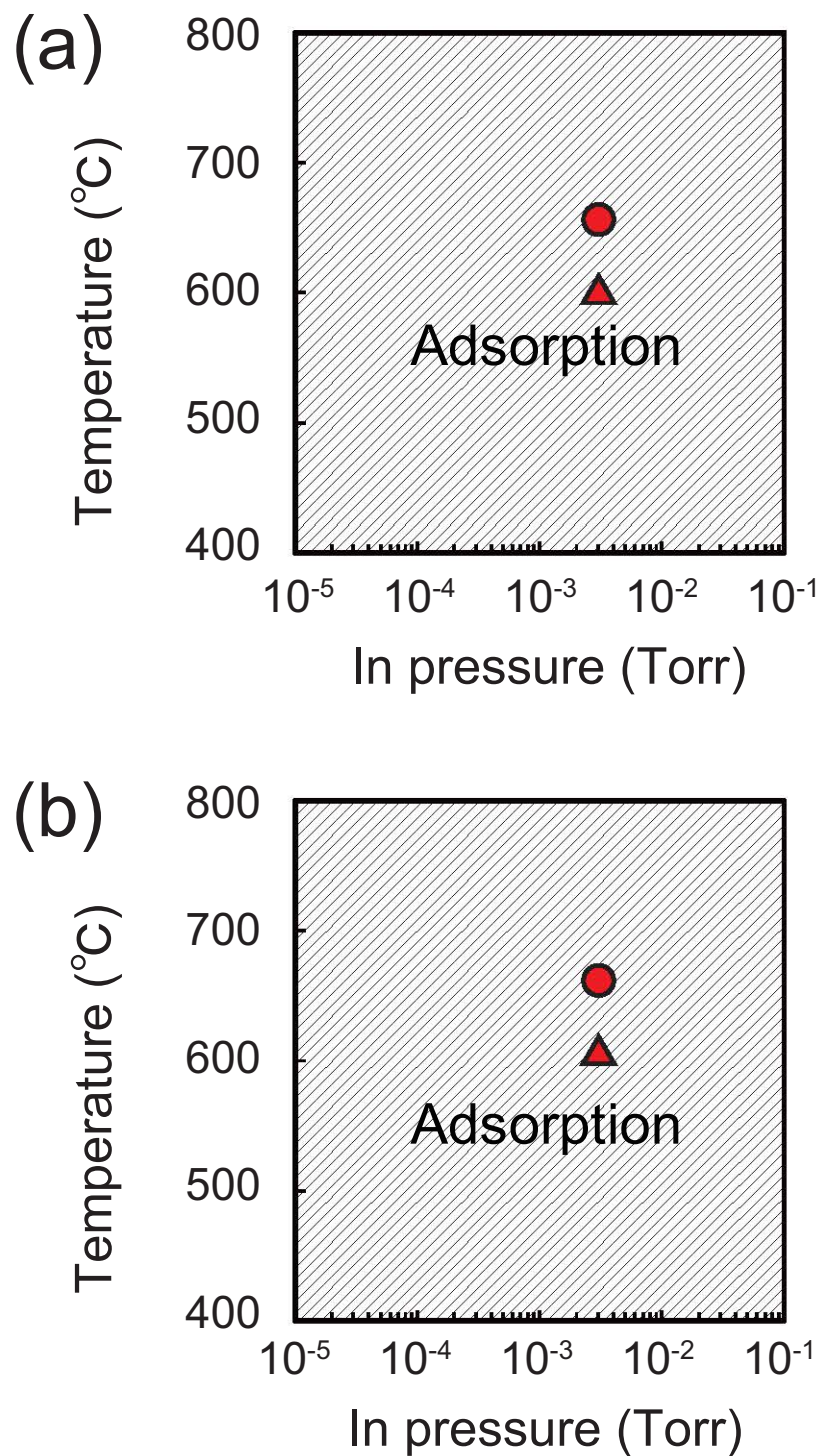 (a)
Temperature (℃)
800
700
600
500
400
Adsorption
10-5 10-4 10-3 10-2 10-1
In pressure (Torr)
(b)
Temperature (℃)
800
700
600
500
400
Adsorption
10-5 10-4 10-3 10-2 10-1
In pressure (Torr)